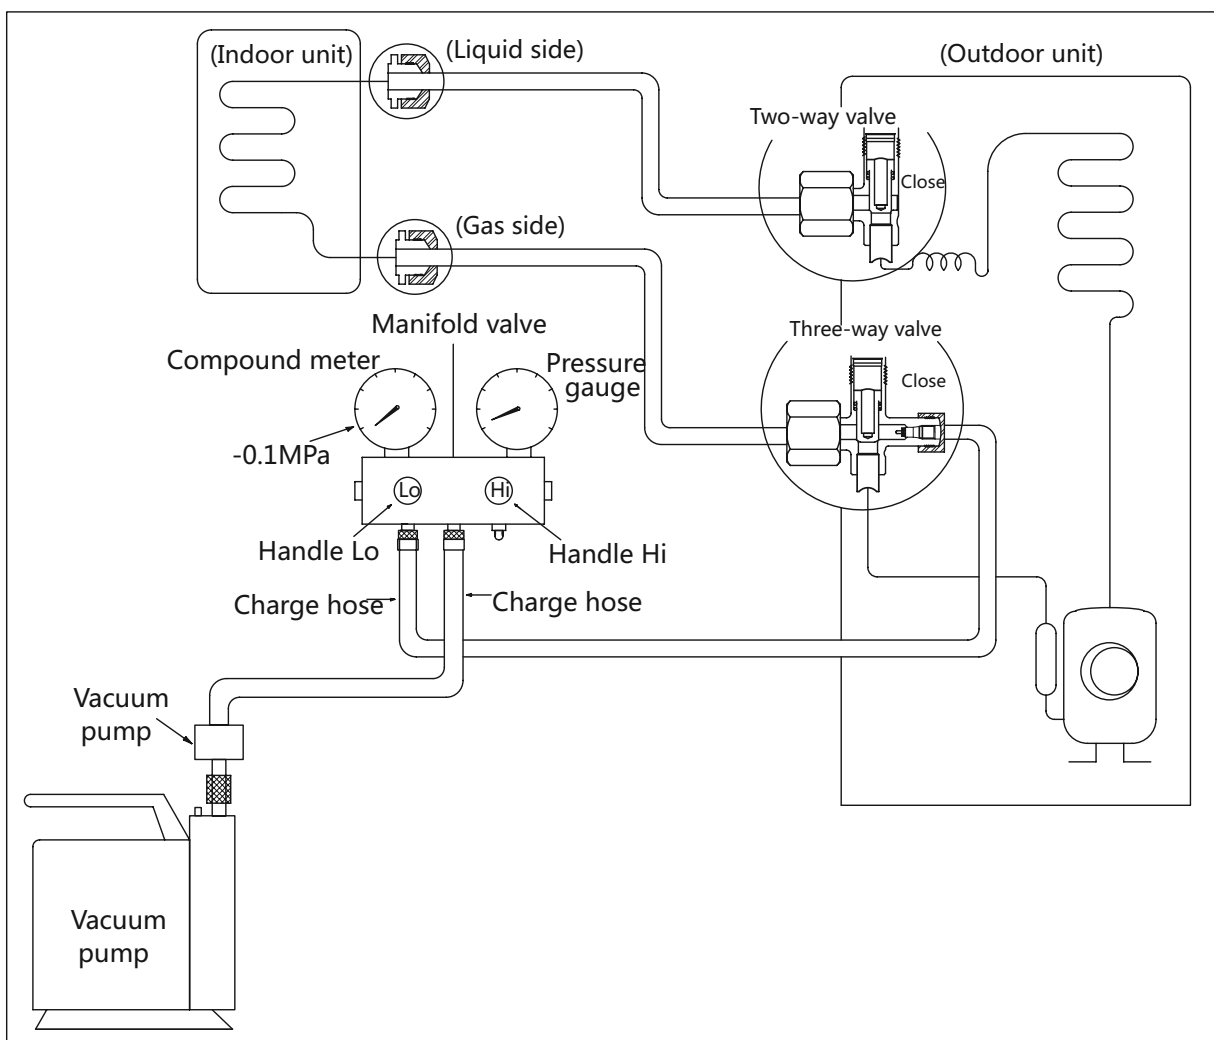 (Indoor unit)
(Liquid side)
(Outdoor unit)
Two-way valve
Close
(Gas side)
Manifold valve
Three-way valve
Compound meter
Pressure
gauge
Close
-0.1MPa
Lo
Hi
Handle Lo
Handle Hi
Charge hose
Charge hose
Vacuum
pump
Vacuum
pump